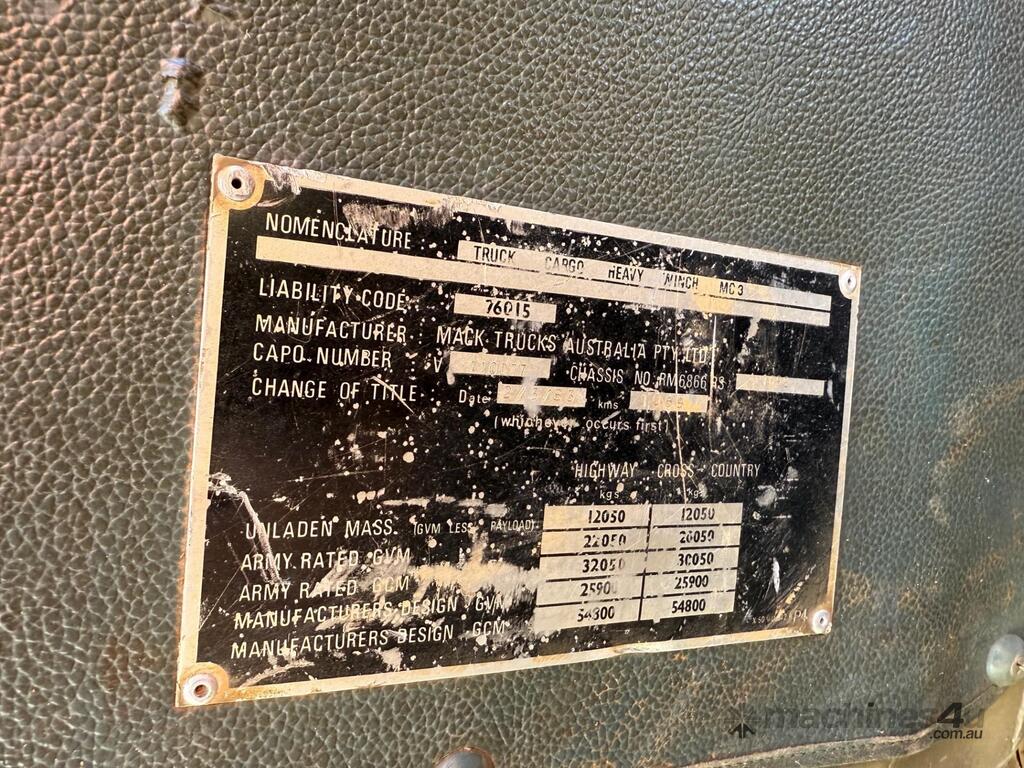 NOMENCLATURE : TRUCK CARGO HEAVY WINCH MC3
LIABILITY CODE: 76015
MANUFACTURER : MACK TRUCKS AUSTRALIA PTY.LTD.
CAPO NUMBER V CHASSIS NO.:RM6866 RS
CHANGE OF TITLE : Date kms
(whichever occurs first)
HIGHWAY CROSS COUNTRY
kgs kgs
UNLADEN MASS (GVM LESS PAYLOAD) 12050 12050
ARMY RATED GVM 22050 20050
ARMY RATED GCM 32050 30050
MANUFACTURERS DESIGN GVM 25900 25900
MANUFACTURERS DESIGN GCM 54800 54800
machines4u
.com.au